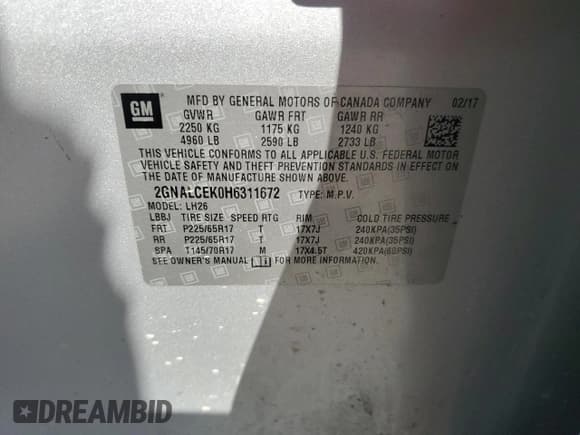 GM
MFD BY GENERAL MOTORS OF CANADA COMPANY 02/17
GVWR GAWR FRT GAWR RR
2250 KG 1175 KG 1240 KG
4960 LB 2590 LB 2733 LB
THIS VEHICLE CONFORMS TO ALL APPLICABLE U.S. FEDERAL MOTOR
VEHICLE SAFETY, BUMPER, AND THEFT PREVENTION STANDARDS IN EFFECT
ON THE DATE OF MANUFACTURE SHOWN ABOVE.
2GNALCEK0H6311672 TYPE: M.P.V.
MODEL: LH26
LBBJ TIRE SIZE SPEED RTG RIM COLD TIRE PRESSURE
FRT P225/65R17 T 17X7J 240KPA(35PSI)
RR P225/65R17 T 17X7J 240KPA(35PSI)
SPA T145/70R17 M 17X4.5T 420KPA(60PSI)
SEE OWNER'S MANUAL FOR MORE INFORMATION.
DREAMBID